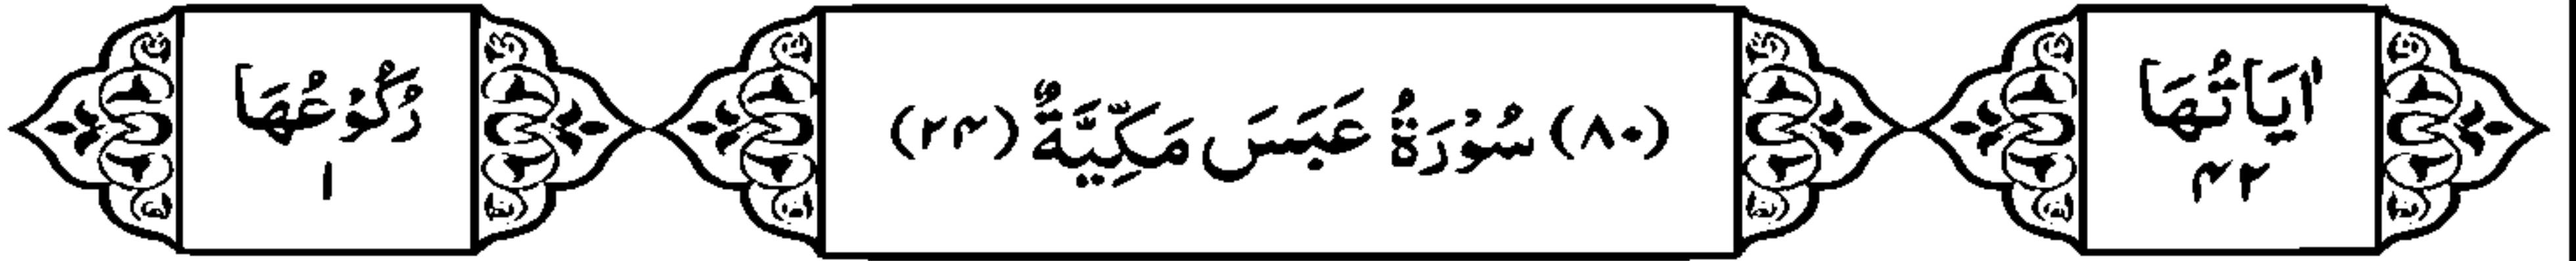 اٰيَاتُهَا
۴۲
(۸۰) سُوْرَةُ عَبَسَ مَكِّيَّةٌ (۲۴)
رُكُوْعُهَا
۱